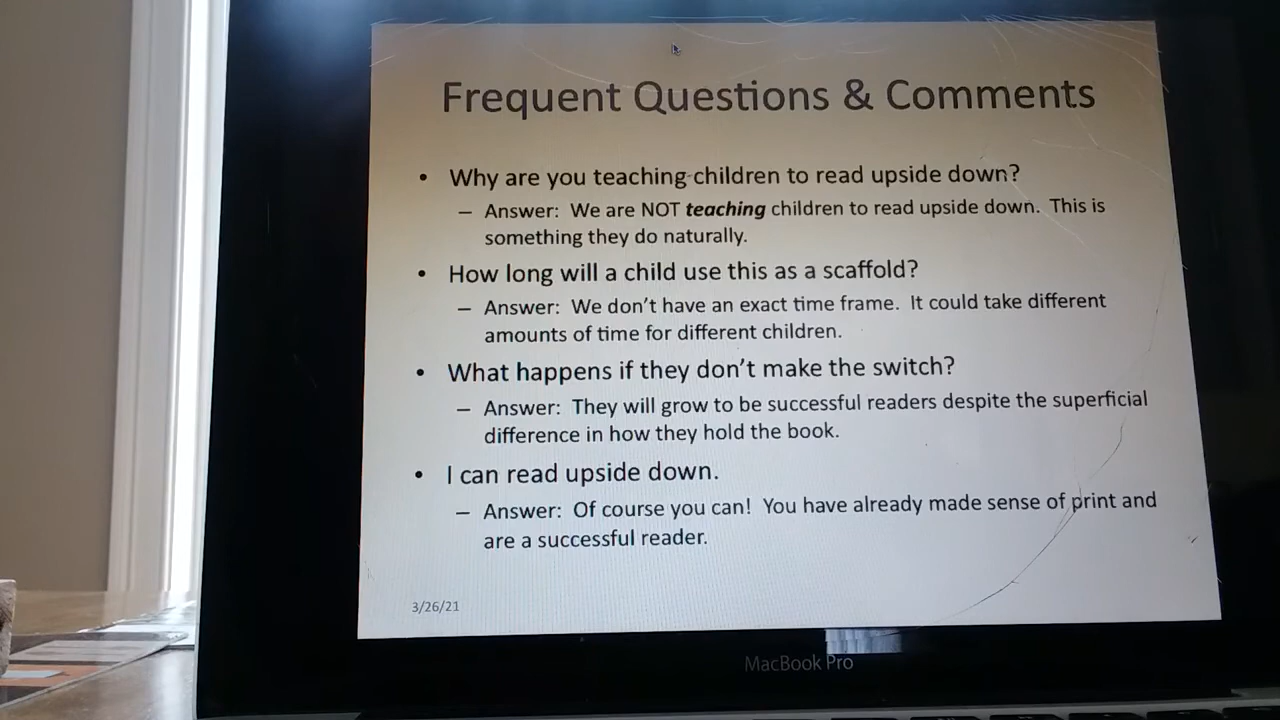 Frequent Questions & Comments
• Why are you teaching children to read upside down?
– Answer: We are NOT teaching children to read upside down. This is
something they do naturally.
• How long will a child use this as a scaffold?
– Answer: We don't have an exact time frame. It could take different
amounts of time for different children.
• What happens if they don't make the switch?
– Answer: They will grow to be successful readers despite the superficial
difference in how they hold the book.
• I can read upside down.
– Answer: Of course you can! You have already made sense of print and
are a successful reader.
3/26/21
MacBook Pro